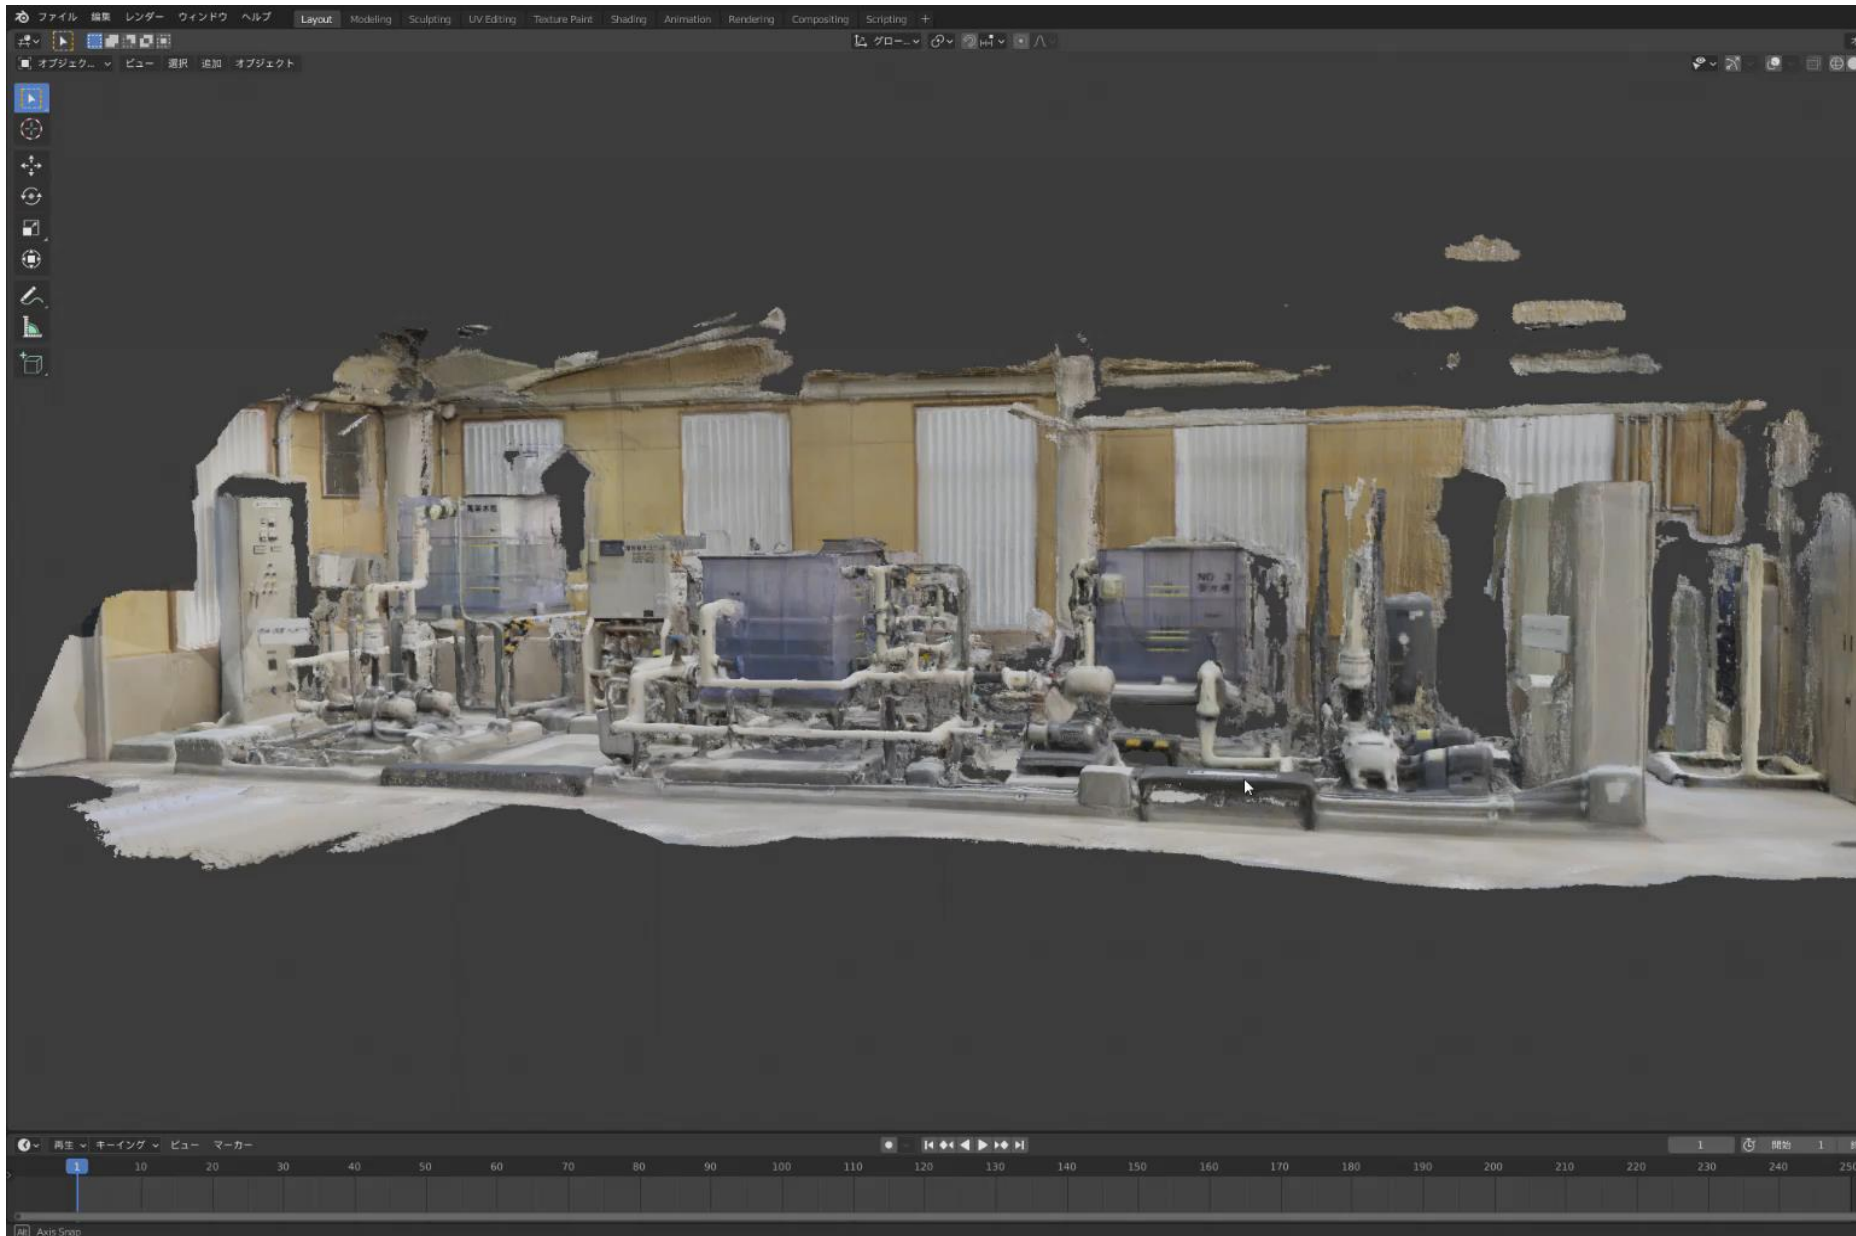 ファイル 編集 レンダー ウィンドウ ヘルプ Layout Modeling Sculpting UV Editing Texture Paint Shading Animation Rendering Compositing Scripting +
グロー...
オブジェク... ビュー 選択 追加 オブジェクト
NO 3
再生 キーイング ビュー マーカー 1 開始 1
1 10 20 30 40 50 60 70 80 90 100 110 120 130 140 150 160 170 180 190 200 210 220 230 240 250
Alt Axis Snap